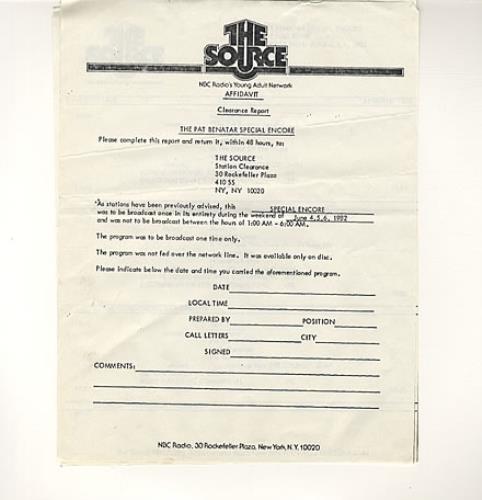 THE
SOURCE
NBC Radio's Young Adult Network
AFFIDAVIT
Clearance Report
THE PAT BENATAR SPECIAL ENCORE
Please complete this report and return it, within 48 hours, to:
THE SOURCE
Station Clearance
30 Rockefeller Plaza
410 SS
NY, NY 10020
"As stations have been previously advised, this SPECIAL ENCORE
was to be broadcast once in its entirety during the weekend of June 4,5,6, 1982
and was not to be broadcast between the hours of 1:00 AM - 6:00 AM.
The program was to be broadcast one time only.
The program was not fed over the network line. It was available only on disc.
Please indicate below the date and time you carried the aforementioned program.
DATE
LOCAL TIME
PREPARED BY POSITION
CALL LETTERS CITY
SIGNED
COMMENTS:
NBC Radio, 30 Rockefeller Plaza, New York, N.Y. 10020